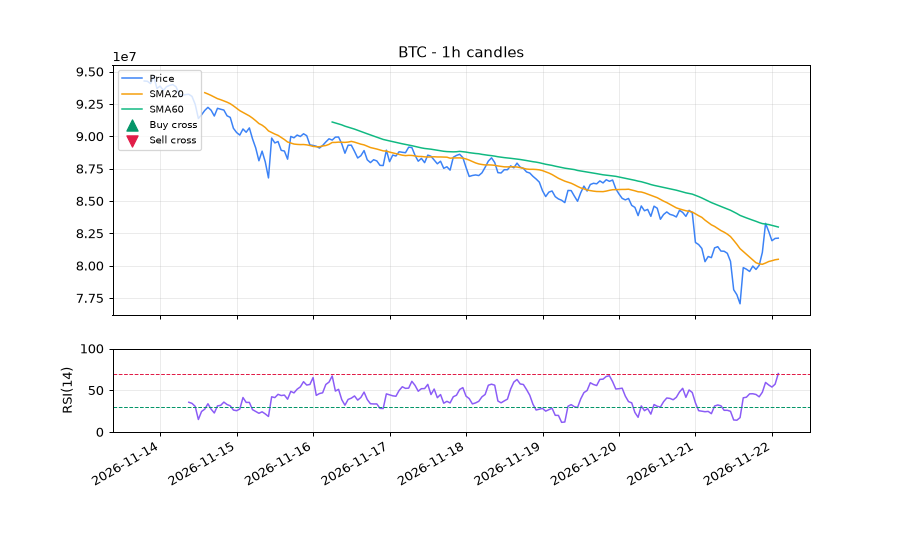 BTC - 1h candles
1e7
9.50
9.25
9.00
8.75
8.50
8.25
8.00
7.75
Price
SMA20
SMA60
Buy cross
Sell cross
100
50
0
RSI(14)
2026-11-14
2026-11-15
2026-11-16
2026-11-17
2026-11-18
2026-11-19
2026-11-20
2026-11-21
2026-11-22